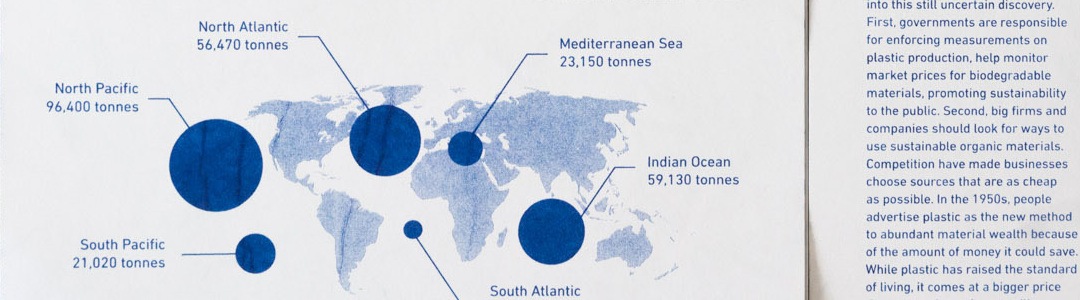 North Atlantic
56,470 tonnes
Mediterranean Sea
23,150 tonnes
North Pacific
96,400 tonnes
Indian Ocean
59,130 tonnes
South Pacific
21,020 tonnes
South Atlantic
into this still uncertain discovery.
First, governments are responsible
for enforcing measurements on
plastic production, help monitor
market prices for biodegradable
materials, promoting sustainability
to the public. Second, big firms and
companies should look for ways to
use sustainable organic materials.
Competition have made businesses
choose sources that are as cheap
as possible. In the 1950s, people
advertise plastic as the new method
to abundant material wealth because
of the amount of money it could save.
While plastic has raised the standard
of living, it comes at a bigger price